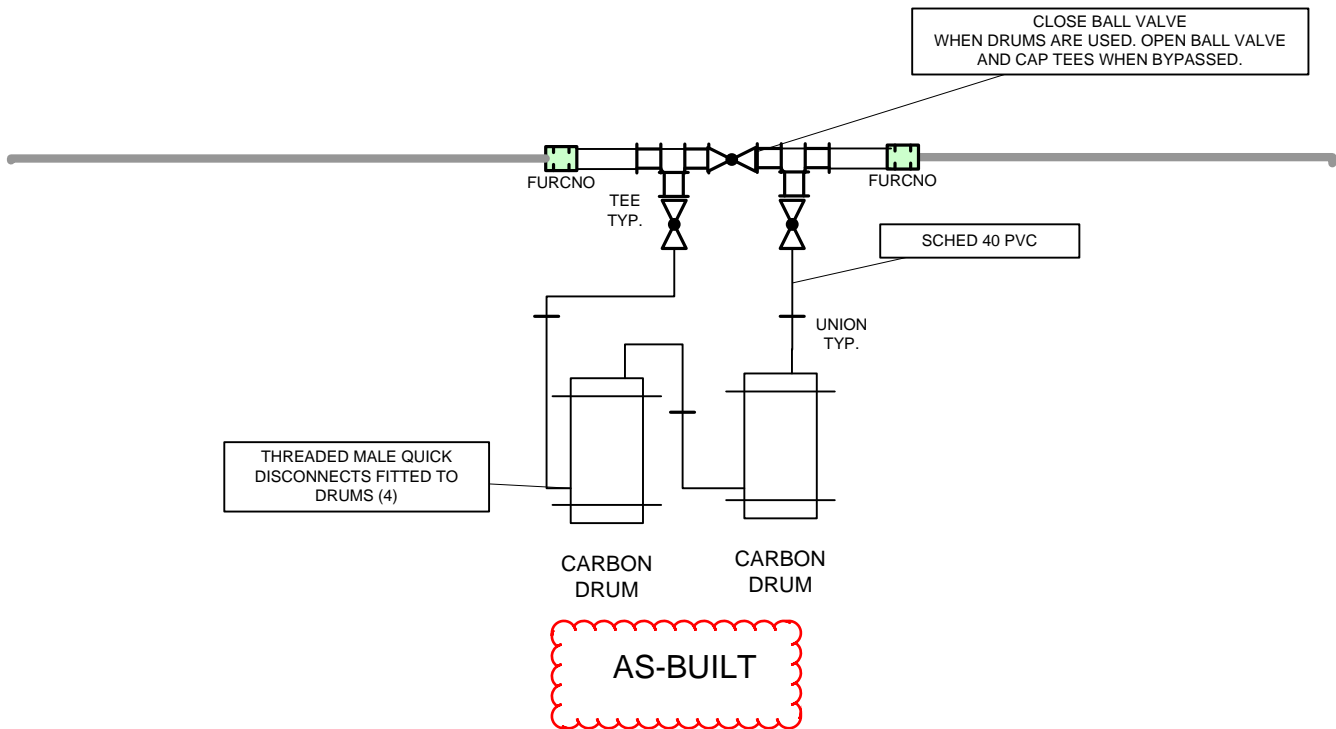 CLOSE BALL VALVE
WHEN DRUMS ARE USED. OPEN BALL VALVE
AND CAP TEES WHEN BYPASSED.
FURCNO
FURCNO
TEE
TYP.
SCHED 40 PVC
UNION
TYP.
THREADED MALE QUICK
DISCONNECTS FITTED TO
DRUMS (4)
CARBON
DRUM
CARBON
DRUM
AS-BUILT